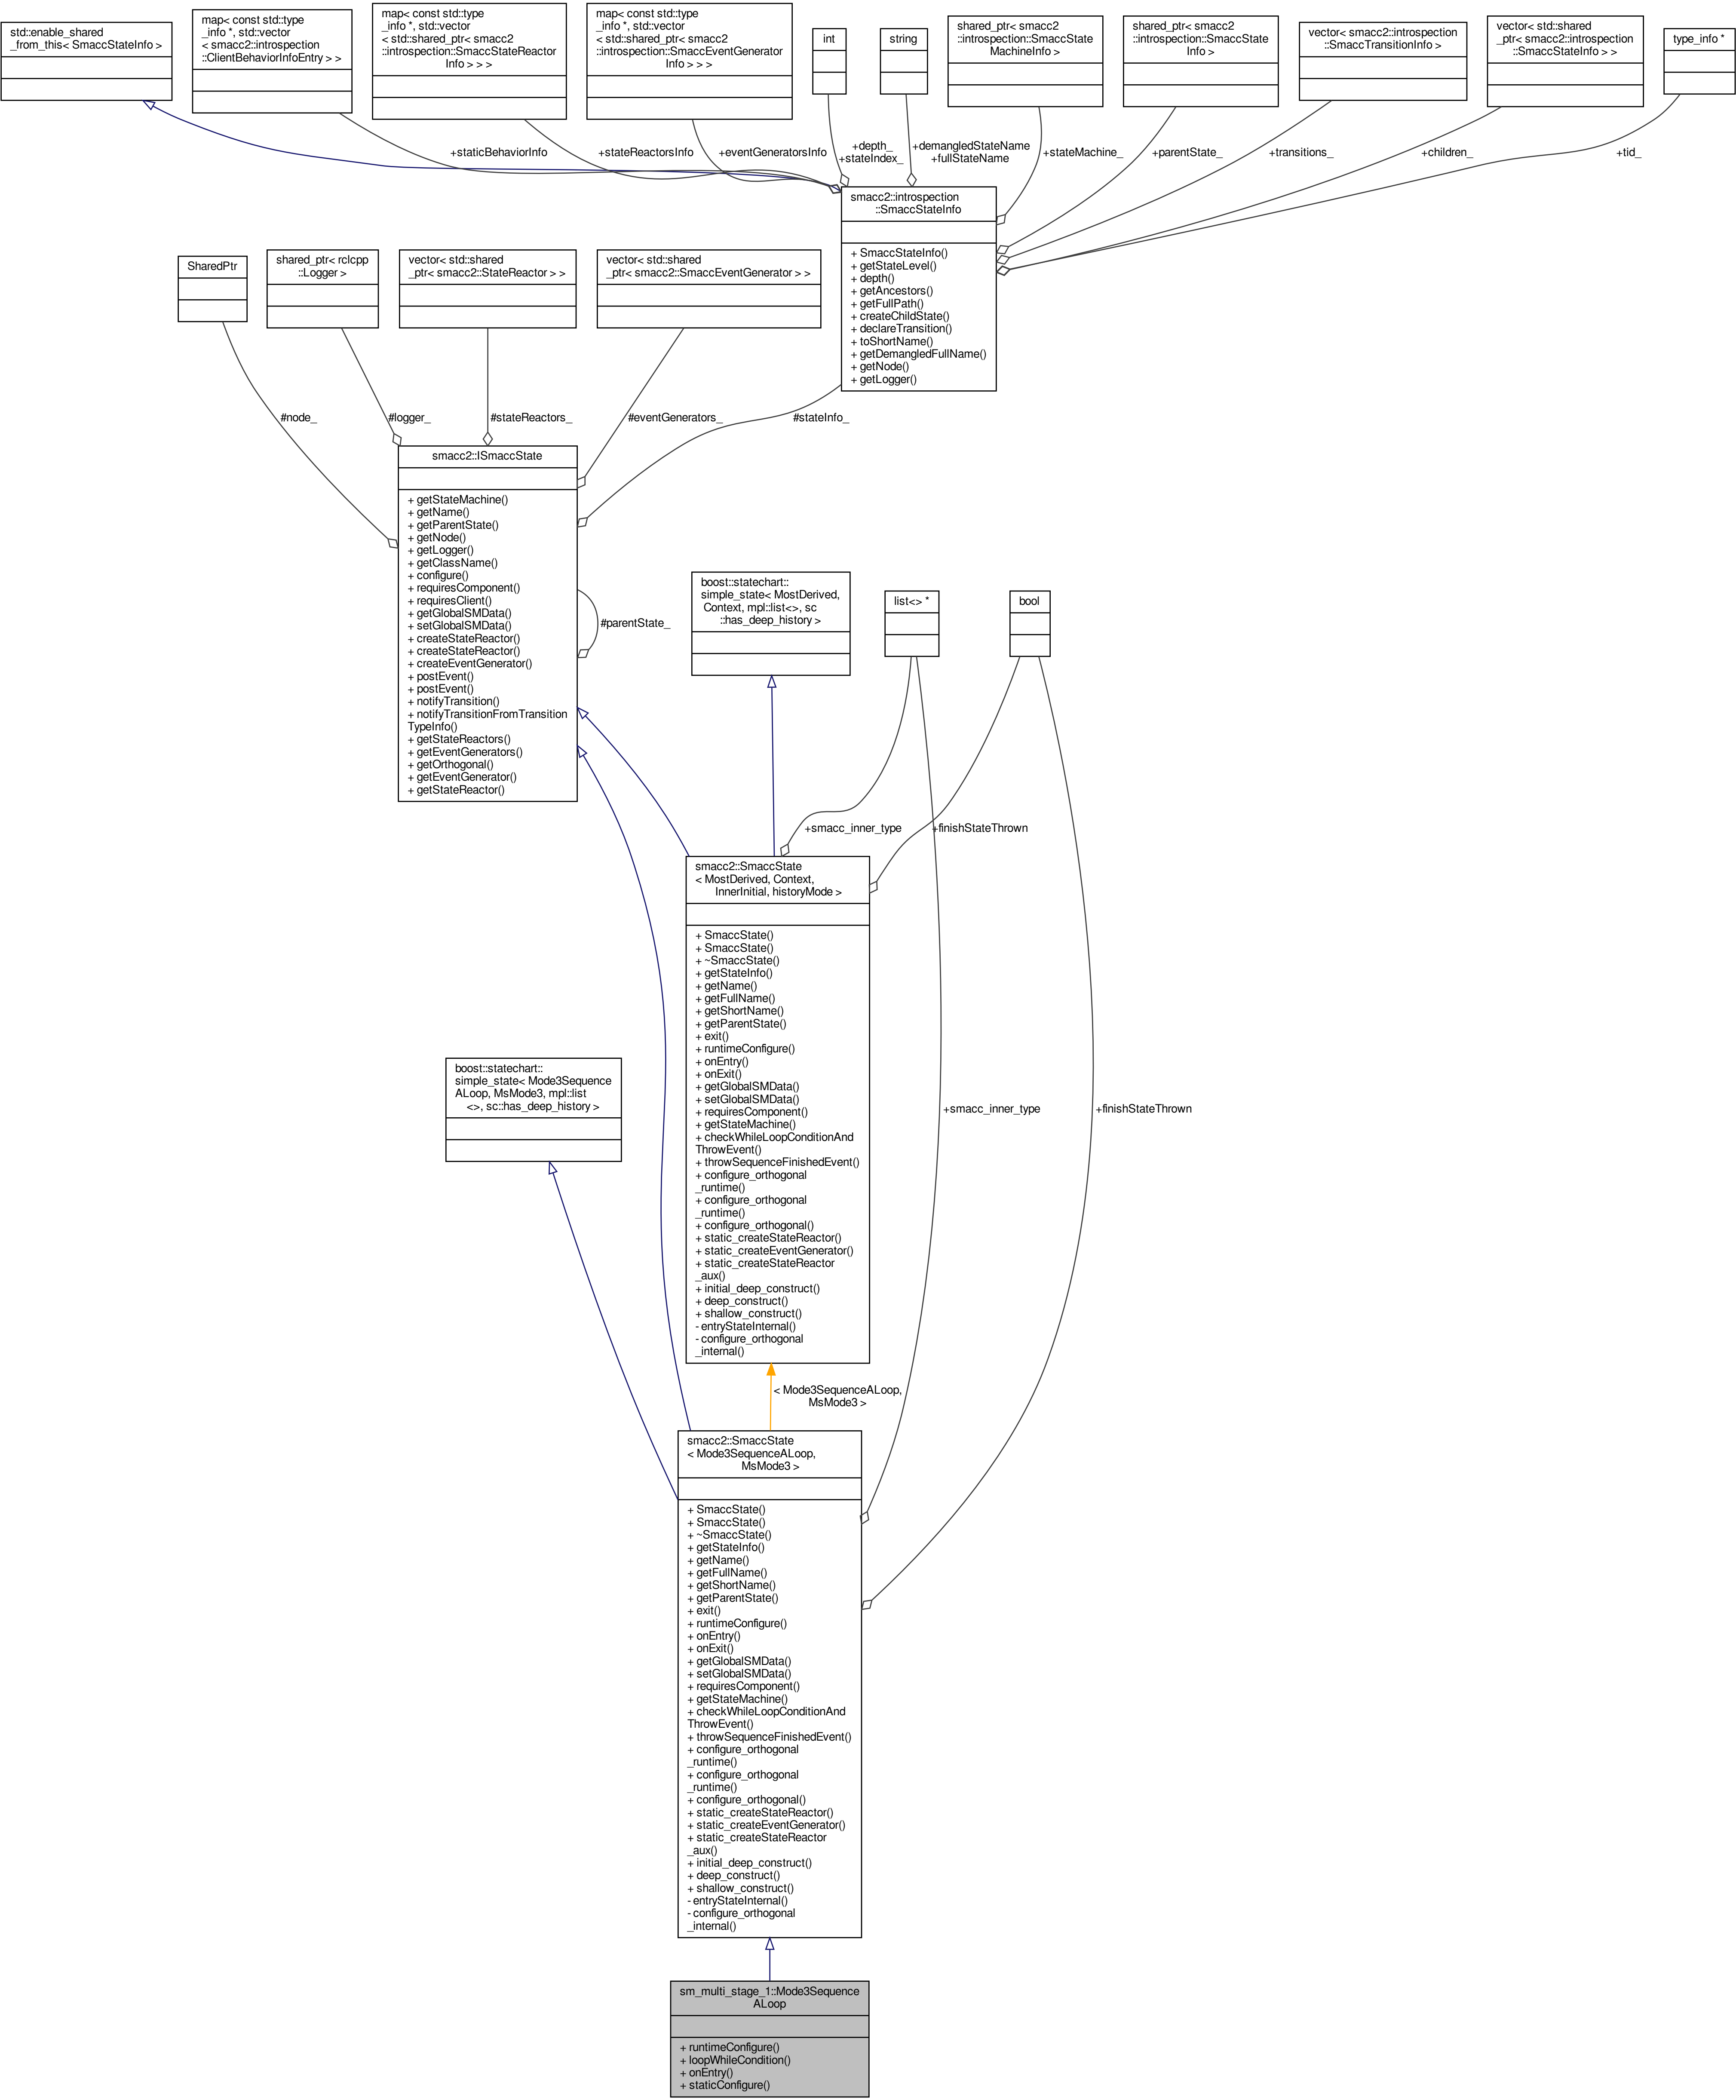 std::enable_shared
_from_this< SmaccStateInfo >
map< const std::type
_info *, std::vector
< smacc2::introspection
::ClientBehaviorInfoEntry > >
map< const std::type
_info *, std::vector
< std::shared_ptr< smacc2
::introspection::SmaccStateReactor
Info > > >
map< const std::type
_info *, std::vector
< std::shared_ptr< smacc2
::introspection::SmaccEventGenerator
Info > > >
int
string
shared_ptr< smacc2
::introspection::SmaccState
MachineInfo >
shared_ptr< smacc2
::introspection::SmaccState
Info >
vector< smacc2::introspection
::SmaccTransitionInfo >
vector< std::shared
_ptr< smacc2::introspection
::SmaccStateInfo > >
type_info *
+staticBehaviorInfo
+stateReactorsInfo
+eventGeneratorsInfo
+depth_
+stateIndex_
+demangledStateName
+fullStateName
+stateMachine_
+parentState_
+transitions_
+children_
+tid_
smacc2::introspection
::SmaccStateInfo
+ SmaccStateInfo()
+ getStateLevel()
+ depth()
+ getAncestors()
+ getFullPath()
+ createChildState()
+ declareTransition()
+ toShortName()
+ getDemangledFullName()
+ getNode()
+ getLogger()
SharedPtr
shared_ptr< rclcpp
::Logger >
vector< std::shared
_ptr< smacc2::StateReactor > >
vector< std::shared
_ptr< smacc2::SmaccEventGenerator > >
#node_
#logger_
#stateReactors_
#eventGenerators_
#stateInfo_
smacc2::ISmaccState
+ getStateMachine()
+ getName()
+ getParentState()
+ getNode()
+ getLogger()
+ getClassName()
+ configure()
+ requiresComponent()
+ requiresClient()
+ getGlobalSMData()
+ setGlobalSMData()
+ createStateReactor()
+ createStateReactor()
+ createEventGenerator()
+ postEvent()
+ postEvent()
+ notifyTransition()
+ notifyTransitionFromTransition
TypeInfo()
+ getStateReactors()
+ getEventGenerators()
+ getOrthogonal()
+ getEventGenerator()
+ getStateReactor()
#parentState_
boost::statechart::
simple_state< MostDerived,
Context, mpl::list<>, sc
::has_deep_history >
list<> *
bool
+smacc_inner_type
+finishStateThrown
smacc2::SmaccState
< MostDerived, Context,
InnerInitial, historyMode >
+ SmaccState()
+ SmaccState()
+ ~SmaccState()
+ getStateInfo()
+ getName()
+ getFullName()
+ getShortName()
+ getParentState()
+ exit()
+ runtimeConfigure()
+ onEntry()
+ onExit()
+ getGlobalSMData()
+ setGlobalSMData()
+ requiresComponent()
+ getStateMachine()
+ checkWhileLoopConditionAnd
ThrowEvent()
+ throwSequenceFinishedEvent()
+ configure_orthogonal
_runtime()
+ configure_orthogonal
_runtime()
+ configure_orthogonal()
+ static_createStateReactor()
+ static_createEventGenerator()
+ static_createStateReactor
_aux()
+ initial_deep_construct()
+ deep_construct()
+ shallow_construct()
- entryStateInternal()
- configure_orthogonal
_internal()
boost::statechart::
simple_state< Mode3Sequence
ALoop, MsMode3, mpl::list
<>, sc::has_deep_history >
+smacc_inner_type
+finishStateThrown
< Mode3SequenceALoop,
MsMode3 >
smacc2::SmaccState
< Mode3SequenceALoop,
MsMode3 >
+ SmaccState()
+ SmaccState()
+ ~SmaccState()
+ getStateInfo()
+ getName()
+ getFullName()
+ getShortName()
+ getParentState()
+ exit()
+ runtimeConfigure()
+ onEntry()
+ onExit()
+ getGlobalSMData()
+ setGlobalSMData()
+ requiresComponent()
+ getStateMachine()
+ checkWhileLoopConditionAnd
ThrowEvent()
+ throwSequenceFinishedEvent()
+ configure_orthogonal
_runtime()
+ configure_orthogonal
_runtime()
+ configure_orthogonal()
+ static_createStateReactor()
+ static_createEventGenerator()
+ static_createStateReactor
_aux()
+ initial_deep_construct()
+ deep_construct()
+ shallow_construct()
- entryStateInternal()
- configure_orthogonal
_internal()
sm_multi_stage_1::Mode3Sequence
ALoop
+ runtimeConfigure()
+ loopWhileCondition()
+ onEntry()
+ staticConfigure()